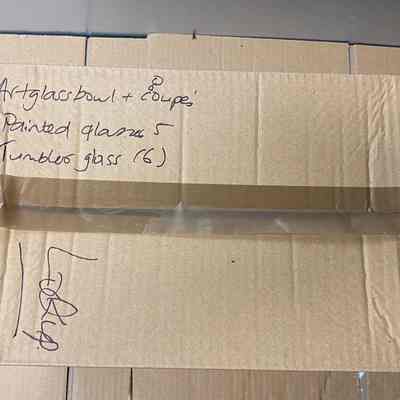 Artglass bowl + coupes
Painted glasses 5
Tumbler glass (6)